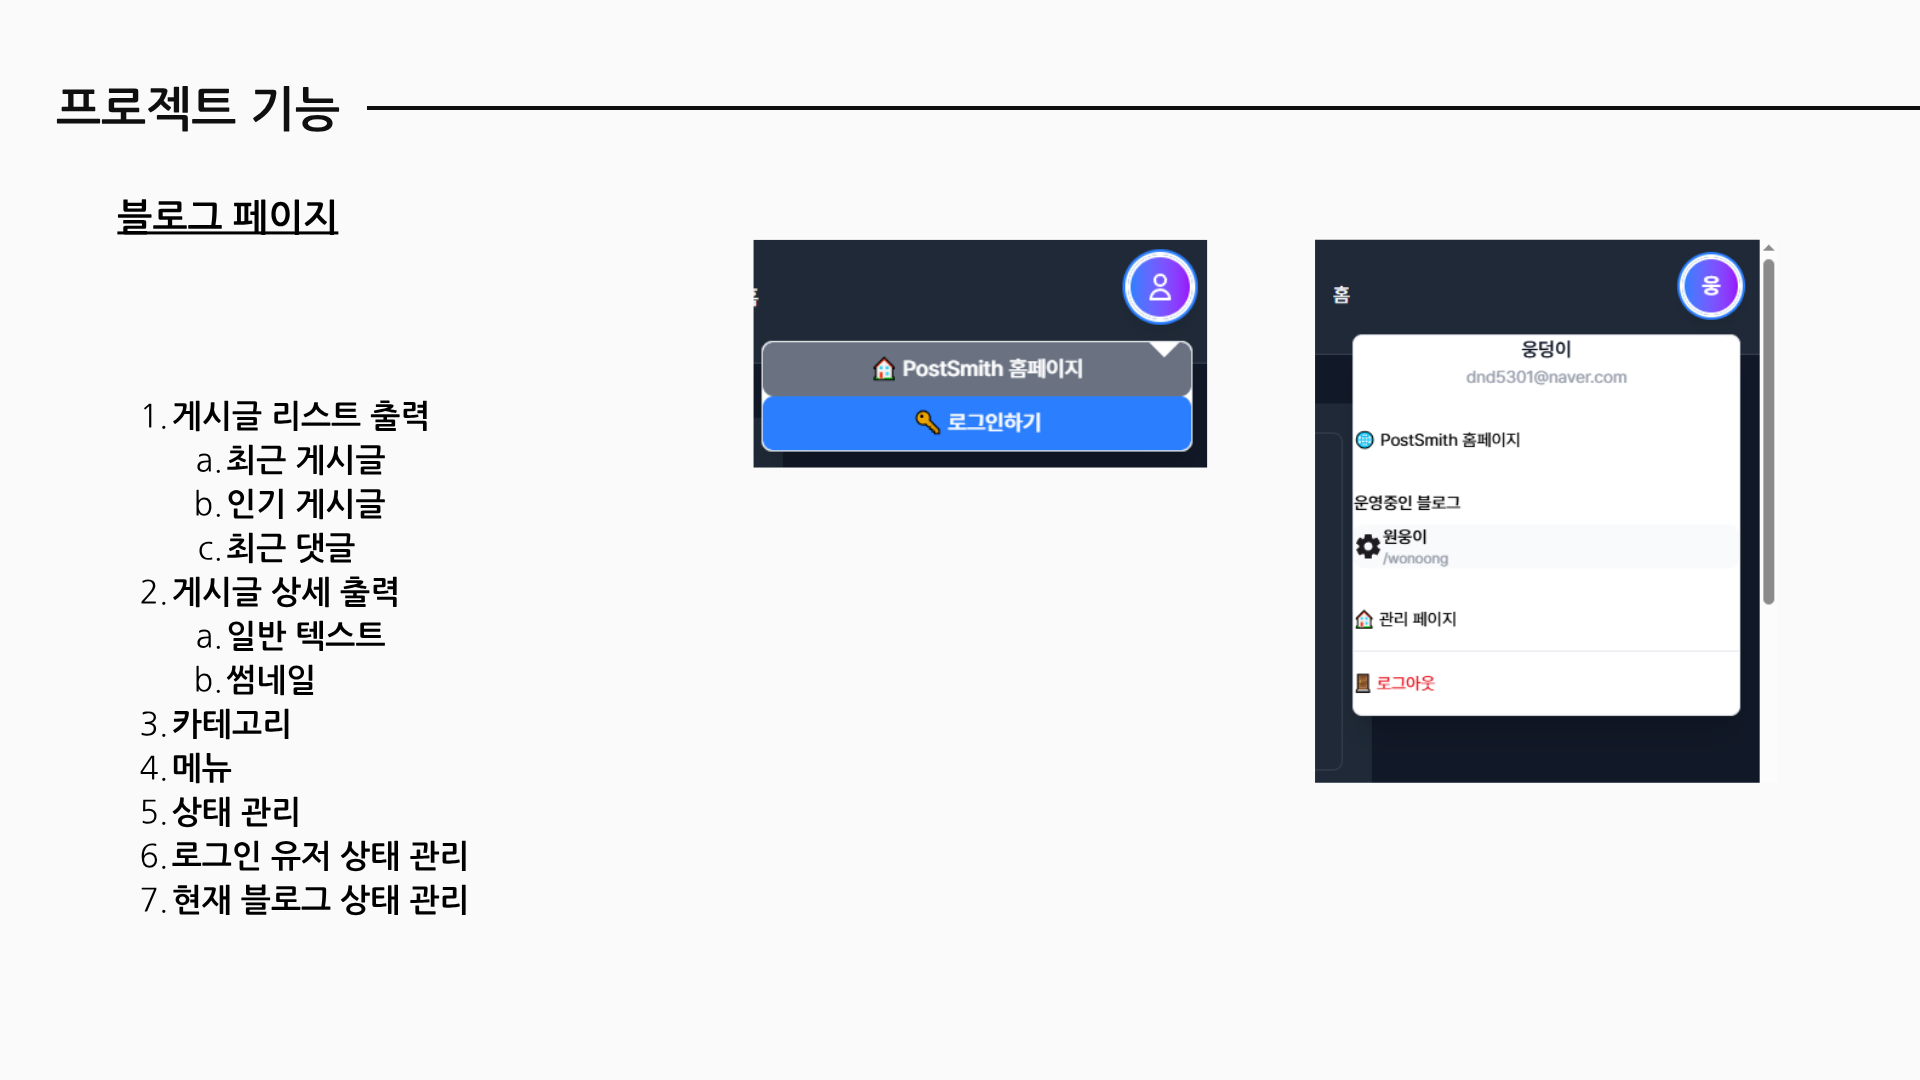 프로젝트 기능
블로그 페이지
1. 게시글 리스트 출력
a. 최근 게시글
b. 인기 게시글
c. 최근 댓글
2. 게시글 상세 출력
a. 일반 텍스트
b. 썸네일
3. 카테고리
4. 메뉴
5. 상태 관리
6. 로그인 유저 상태 관리
7. 현재 블로그 상태 관리
PostSmith 홈페이지
로그인하기
홈
웅
웅덩이
dnd5301@naver.com
PostSmith 홈페이지
운영중인 블로그
원웅이
/wonoong
관리 페이지
로그아웃